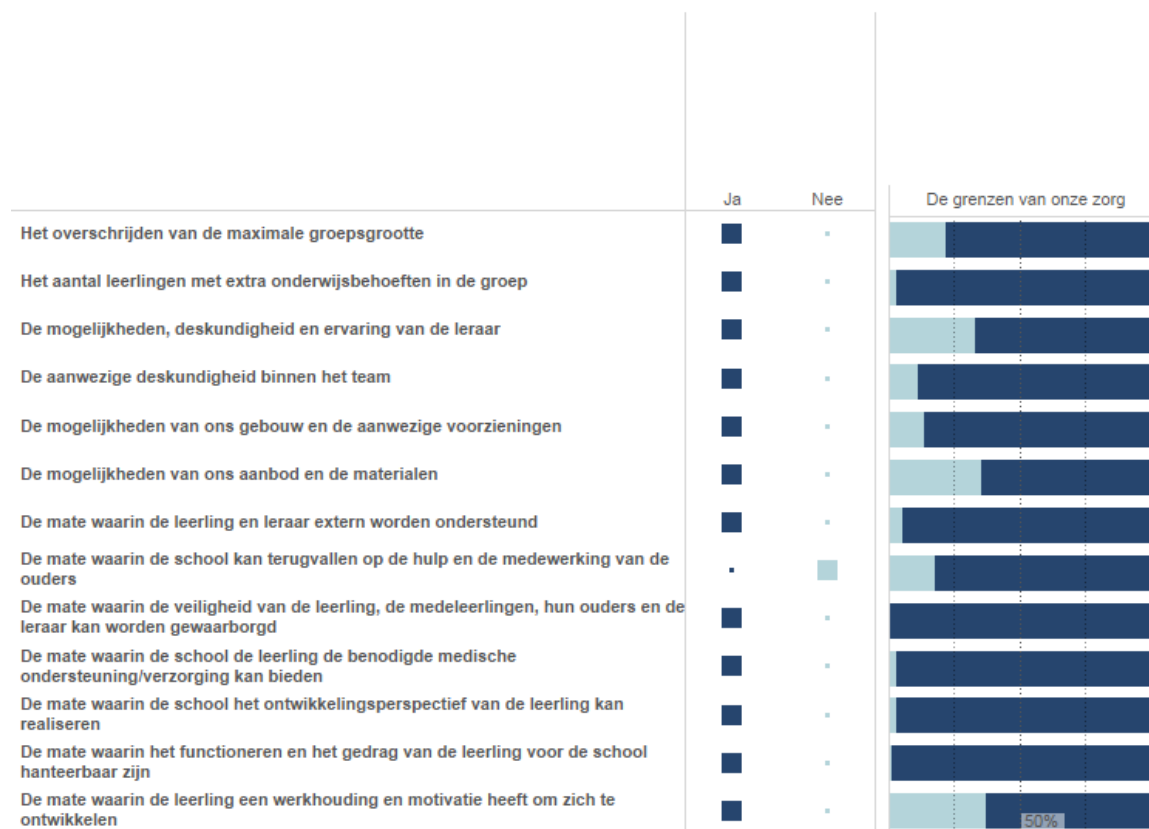 Ja Nee De grenzen van onze zorg
Het overschrijden van de maximale groepsgrootte
Het aantal leerlingen met extra onderwijsbehoeften in de groep
De mogelijkheden, deskundigheid en ervaring van de leraar
De aanwezige deskundigheid binnen het team
De mogelijkheden van ons gebouw en de aanwezige voorzieningen
De mogelijkheden van ons aanbod en de materialen
De mate waarin de leerling en leraar extern worden ondersteund
De mate waarin de school kan terugvallen op de hulp en de medewerking van de
ouders
De mate waarin de veiligheid van de leerling, de medeleerlingen, hun ouders en de
leraar kan worden gewaarborgd
De mate waarin de school de leerling de benodigde medische
ondersteuning/verzorging kan bieden
De mate waarin de school het ontwikkelingsperspectief van de leerling kan
realiseren
De mate waarin het functioneren en het gedrag van de leerling voor de school
hanteerbaar zijn
De mate waarin de leerling een werkhouding en motivatie heeft om zich te
ontwikkelen
50%